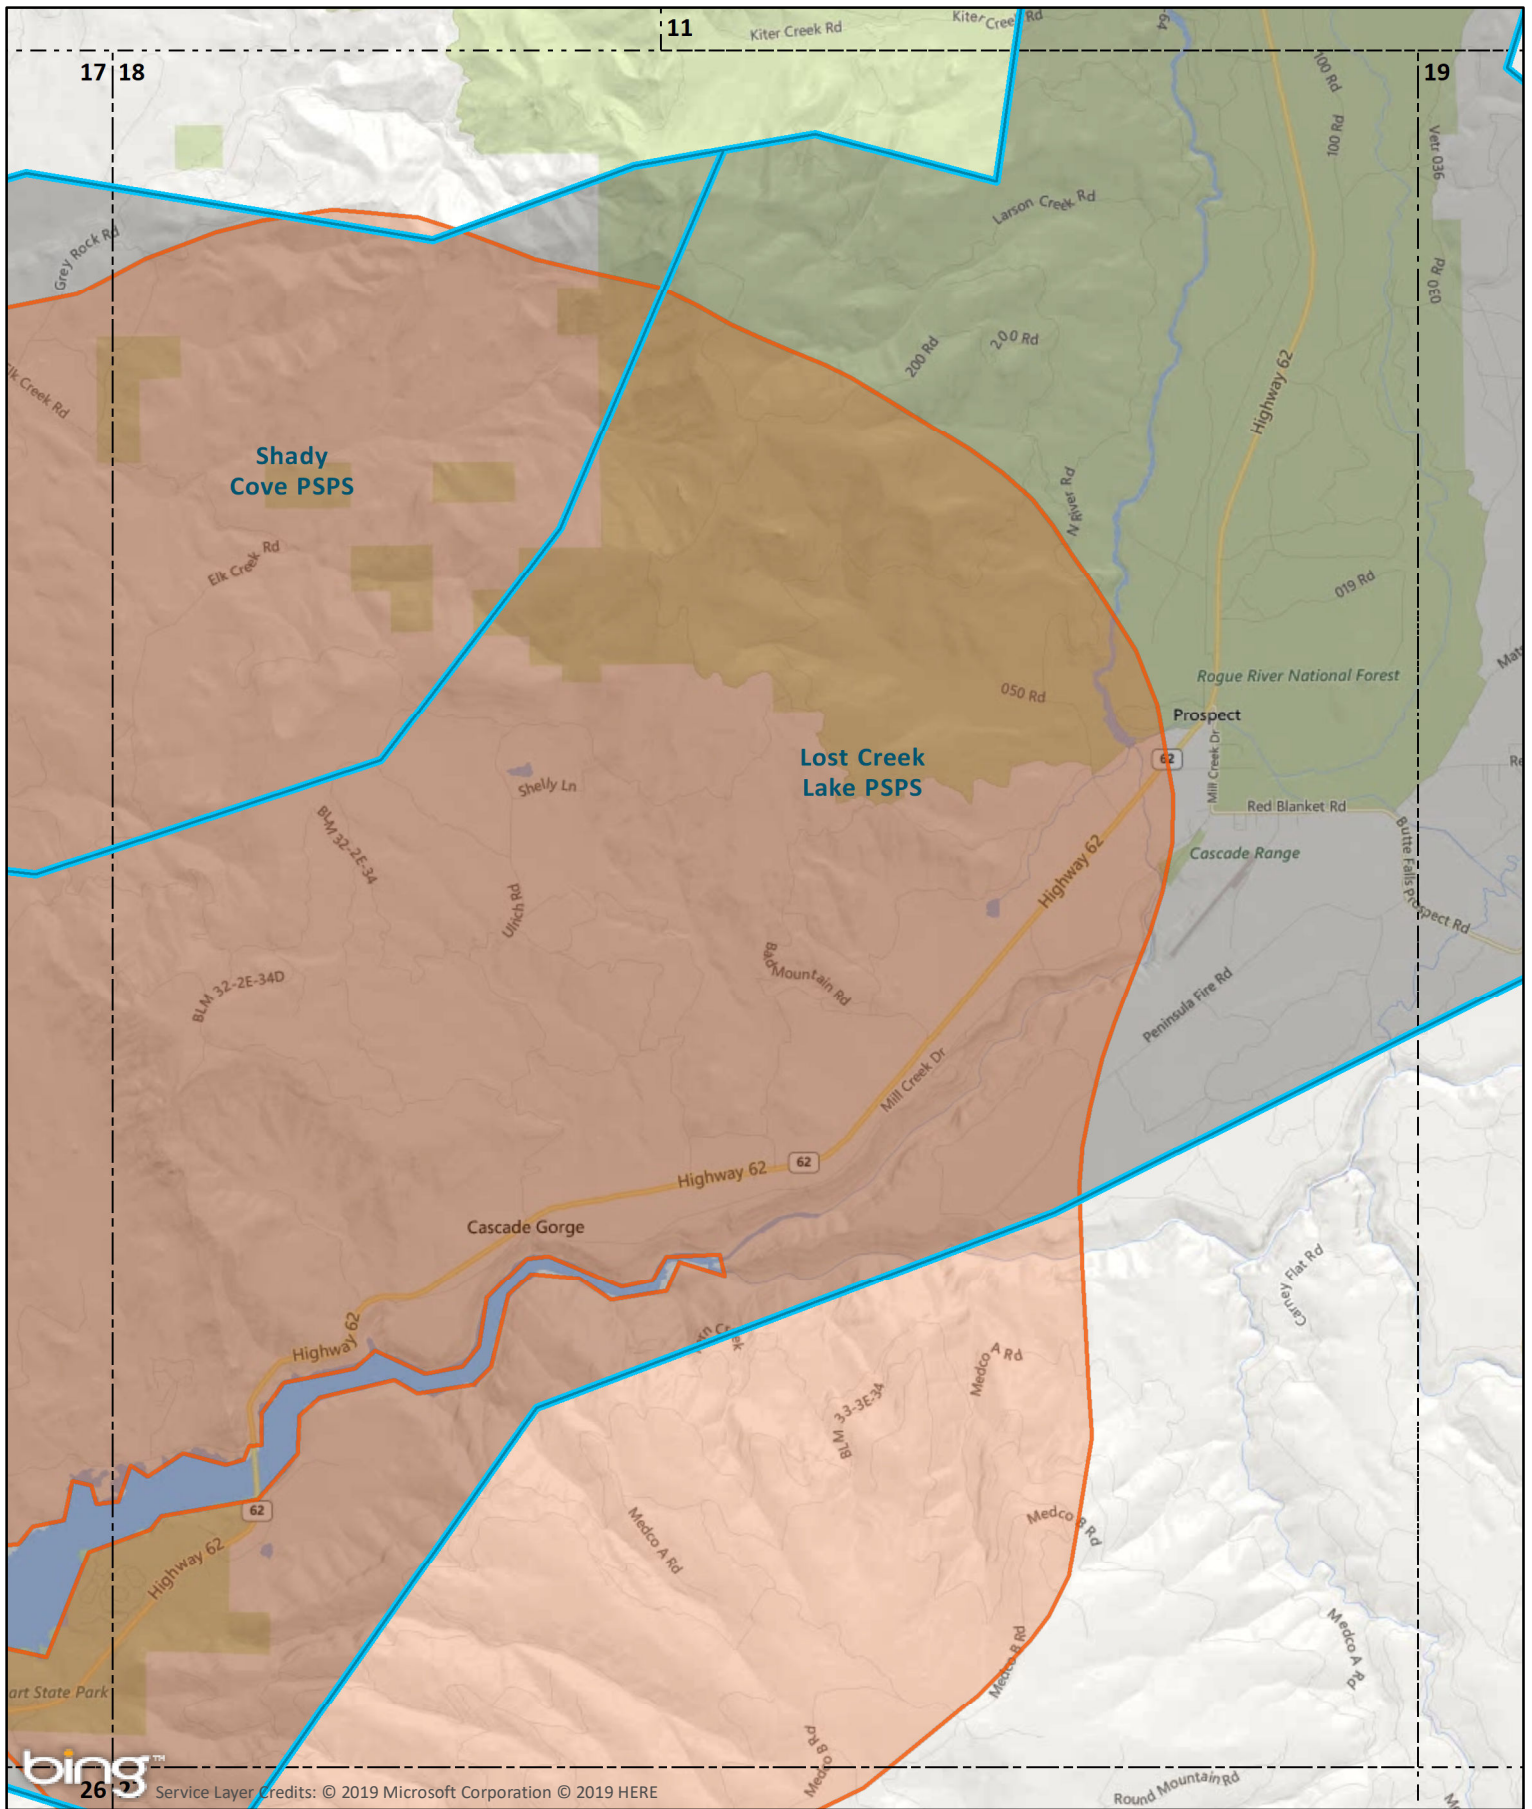 11
Kiter Creek Rd
Kiter Creek Rd
64
17 18
19
100 Rd
100 Rd
Vetr 036
Grey Rock Rd
Larson Creek Rd
030 Rd
200 Rd
200 Rd
Highway 62
Elk Creek Rd
Shady
Cove PSPS
N River Rd
Elk Creek Rd
019 Rd
Rogue River National Forest
050 Rd
Prospect
Lost Creek
Lake PSPS
62
Mill Creek Dr
Shelly Ln
Red Blanket Rd
BLM 32-2E-34
Highway 62
Cascade Range
Butte Falls Prospect Rd
Ulrich Rd
Bad Mountain Rd
BLM 32-2E-34D
Peninsula Fire Rd
Mill Creek Dr
62
Highway 62
Cascade Gorge
Carney Flat Rd
Highway 62
Creek
Medco A Rd
BLM 33-3E-34
62
Medco A Rd
Medco B Rd
Highway 62
Medco B Rd
Medco A Rd
art State Park
Medco B Rd
bing™
26
Service Layer Credits: © 2019 Microsoft Corporation © 2019 HERE
Round Mountain Rd